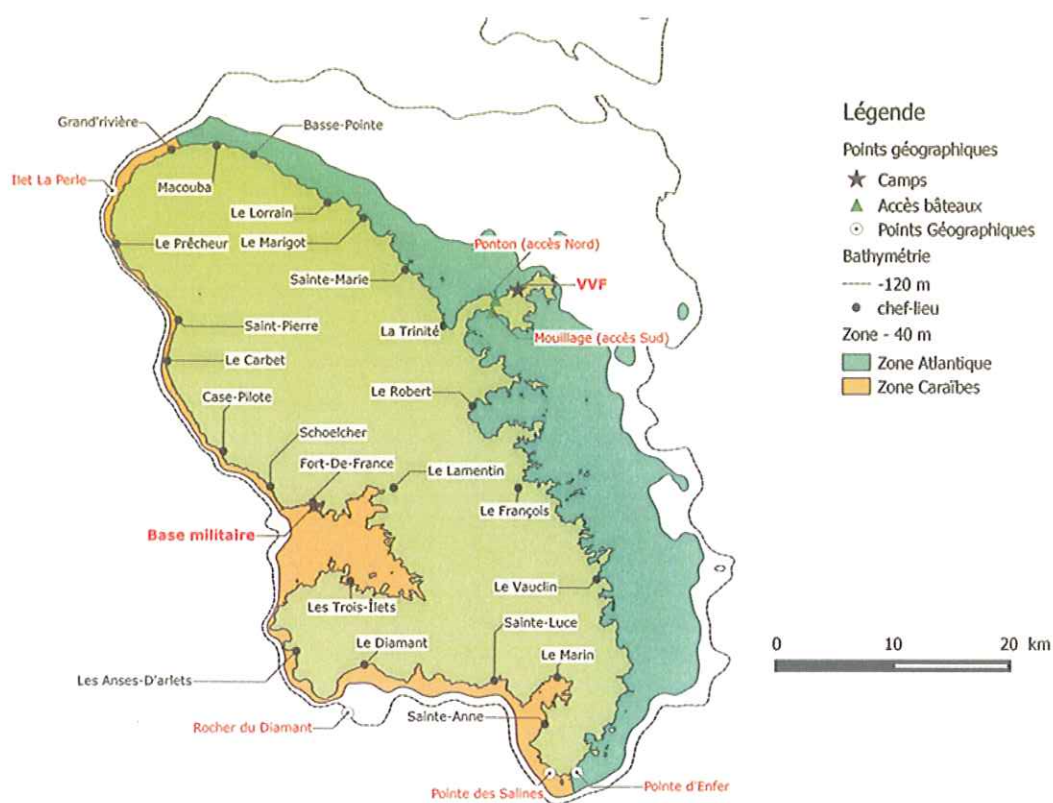 Grand'rivière
Basse-Pointe
Ilet La Perle
Macouba
Le Lorrain
Le Prêcheur
Le Marigot
Ponton (accès Nord)
Sainte-Marie
VVF
Saint-Pierre
La Trinité
Mouillage (accès Sud)
Le Carbet
Le Robert
Case-Pilote
Schoelcher
Fort-De-France
Le Lamentin
Le François
Base militaire
Le Vauclin
Les Trois-Îlets
Sainte-Luce
Le Diamant
Le Marin
Les Anses-D'arlets
Sainte-Anne
Rocher du Diamant
Pointe des Salines
Pointe d'Enfer
Légende
Points géographiques
Camps
Accès bâteaux
Points Géographiques
Bathymétrie
-120 m
chef-lieu
Zone - 40 m
Zone Atlantique
Zone Caraïbes
0 10 20 km